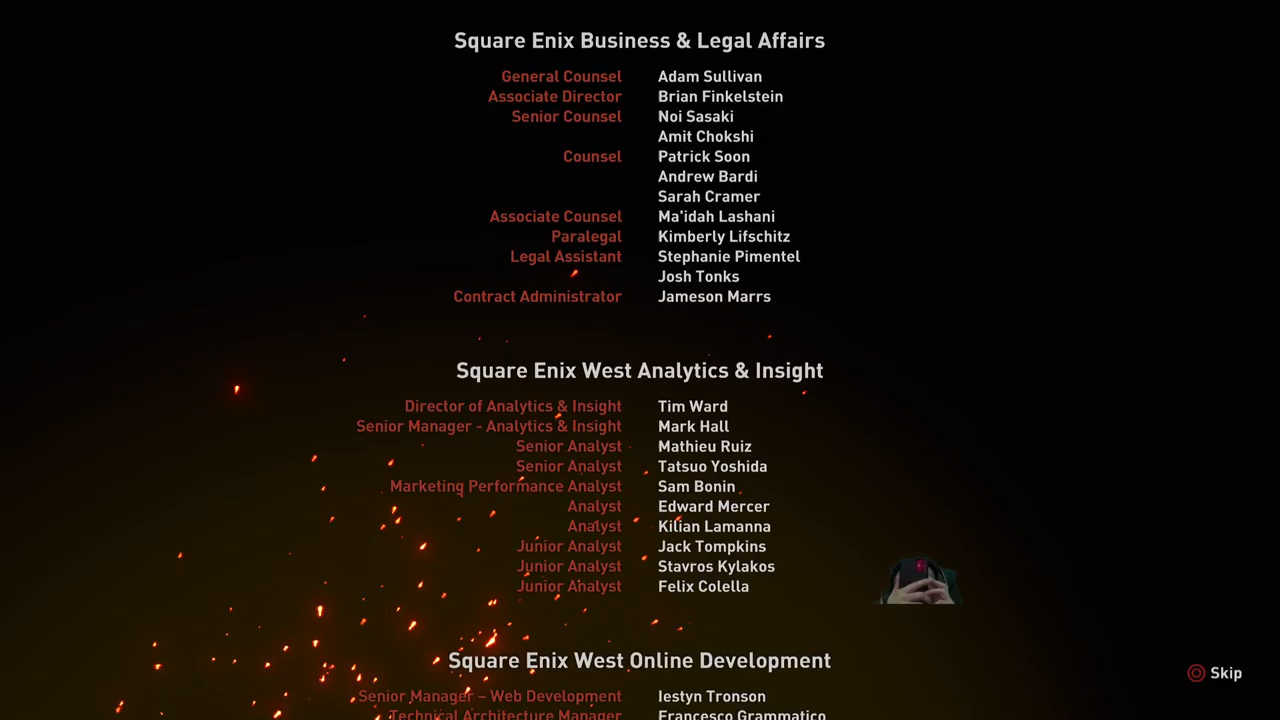 Square Enix Business & Legal Affairs
General Counsel Adam Sullivan
Associate Director Brian Finkelstein
Senior Counsel Noi Sasaki
Amit Chokshi
Counsel Patrick Soon
Andrew Bardi
Sarah Cramer
Associate Counsel Ma'idah Lashani
Paralegal Kimberly Lifschitz
Legal Assistant Stephanie Pimentel
Josh Tonks
Contract Administrator Jameson Marrs
Square Enix West Analytics & Insight
Director of Analytics & Insight Tim Ward
Senior Manager - Analytics & Insight Mark Hall
Senior Analyst Mathieu Ruiz
Senior Analyst Tatsuo Yoshida
Marketing Performance Analyst Sam Bonin
Analyst Edward Mercer
Analyst Kilian Lamanna
Junior Analyst Jack Tompkins
Junior Analyst Stavros Kylakos
Junior Analyst Felix Colella
Square Enix West Online Development
Skip
Senior Manager – Web Development Iestyn Tronson
Technical Architecture Manager Francesco Grammatico